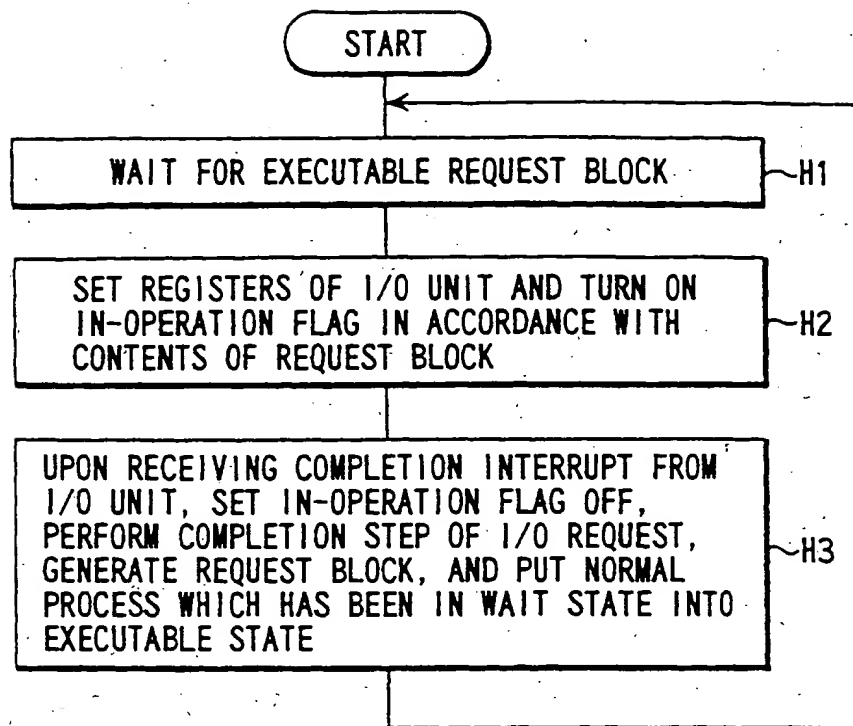 START
WAIT FOR EXECUTABLE REQUEST BLOCK
H1
SET REGISTERS OF I/O UNIT AND TURN ON
IN-OPERATION FLAG IN ACCORDANCE WITH
CONTENTS OF REQUEST BLOCK
H2
UPON RECEIVING COMPLETION INTERRUPT FROM
I/O UNIT, SET IN-OPERATION FLAG OFF,
PERFORM COMPLETION STEP OF I/O REQUEST,
GENERATE REQUEST BLOCK, AND PUT NORMAL
PROCESS WHICH HAS BEEN IN WAIT STATE INTO
EXECUTABLE STATE
H3